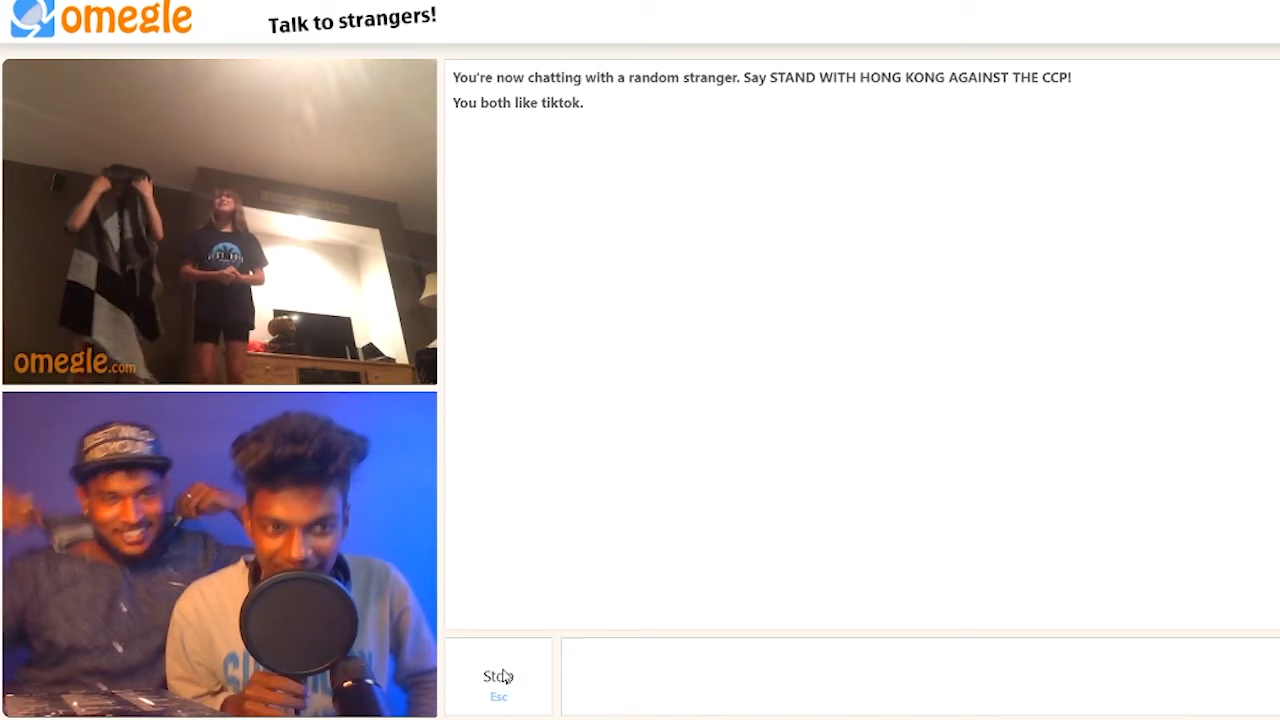 omegle
Talk to strangers!
You're now chatting with a random stranger. Say STAND WITH HONG KONG AGAINST THE CCP!
You both like tiktok.
omegle.com
Stop
Esc